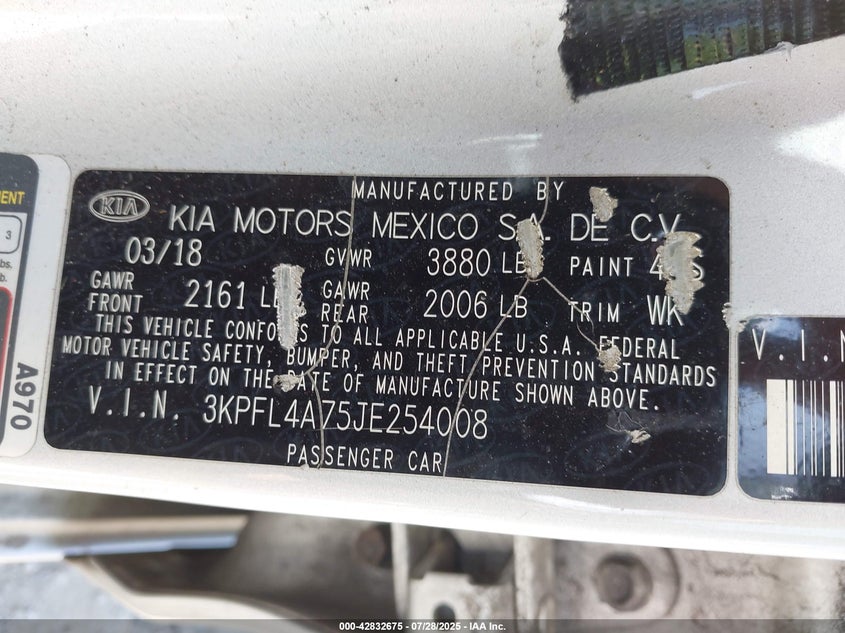 MENT
3
lbs.
b.
A970
KIA
MANUFACTURED BY
KIA MOTORS MEXICO S.A. DE C.V.
03/18 GVWR 3880 LB PAINT
GAWR FRONT 2161 LB GAWR REAR 2006 LB TRIM WK
THIS VEHICLE CONFORMS TO ALL APPLICABLE U.S.A. FEDERAL
MOTOR VEHICLE SAFETY, BUMPER, AND THEFT PREVENTION STANDARDS
IN EFFECT ON THE DATE OF MANUFACTURE SHOWN ABOVE.
V.I.N. 3KPFL4A75JE254008
PASSENGER CAR
V.I.N
000-42832675 - 07/28/2025 - IAA Inc.